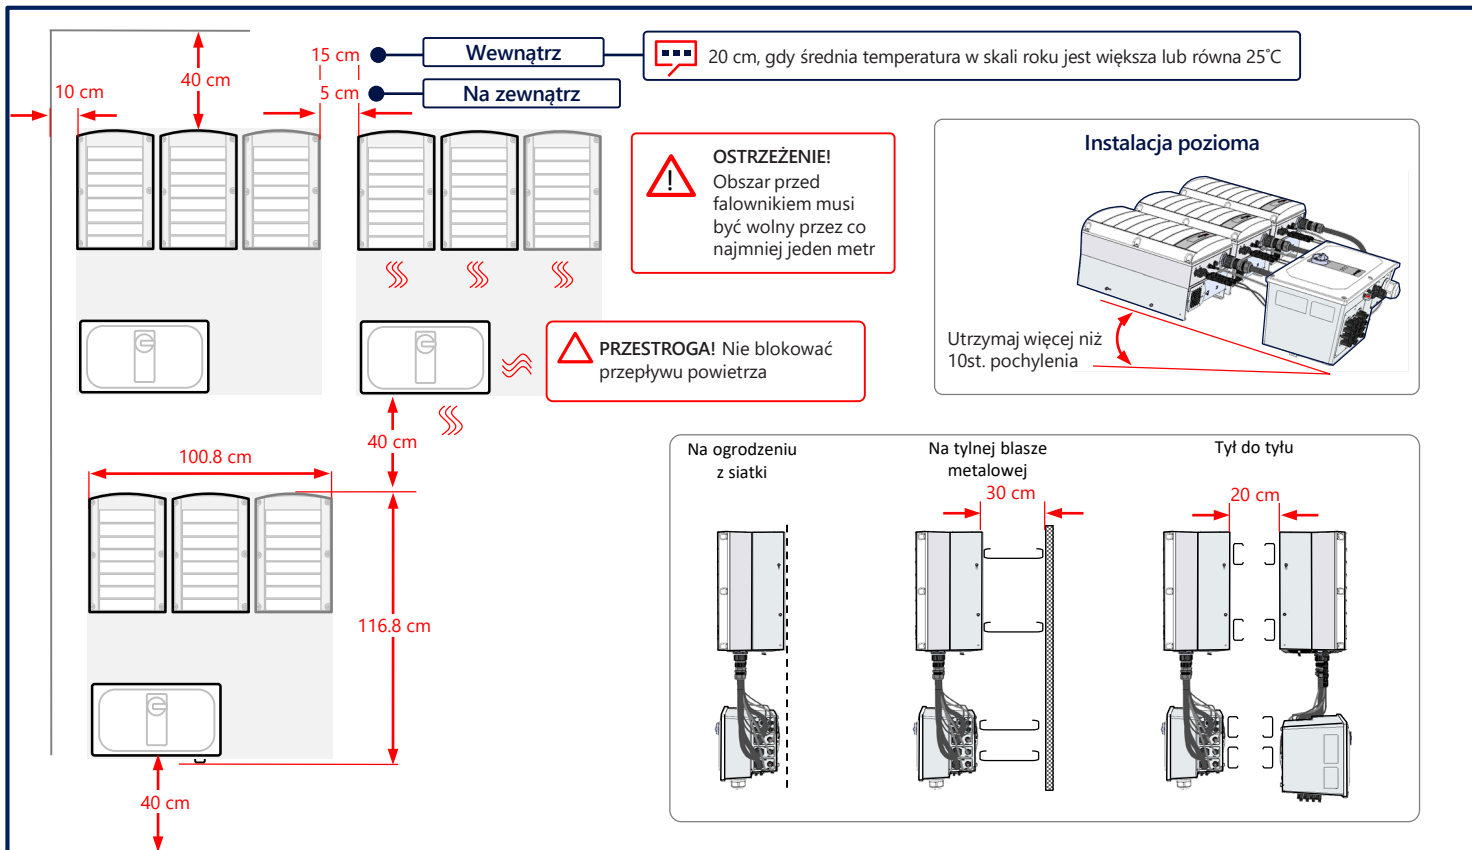 15 cm
Wewnątrz
20 cm, gdy średnia temperatura w skali roku jest większa lub równa 25˚C
40 cm
10 cm
5 cm
Na zewnątrz
OSTRZEŻENIE!
Obszar przed
falownikiem musi
być wolny przez co
najmniej jeden metr
Instalacja pozioma
Utrzymaj więcej niż
10st. pochylenia
PRZESTROGA! Nie blokować
przepływu powietrza
40 cm
100.8 cm
116.8 cm
40 cm
Na ogrodzeniu
z siatki
Na tylnej blasze
metalowej
30 cm
Tył do tyłu
20 cm